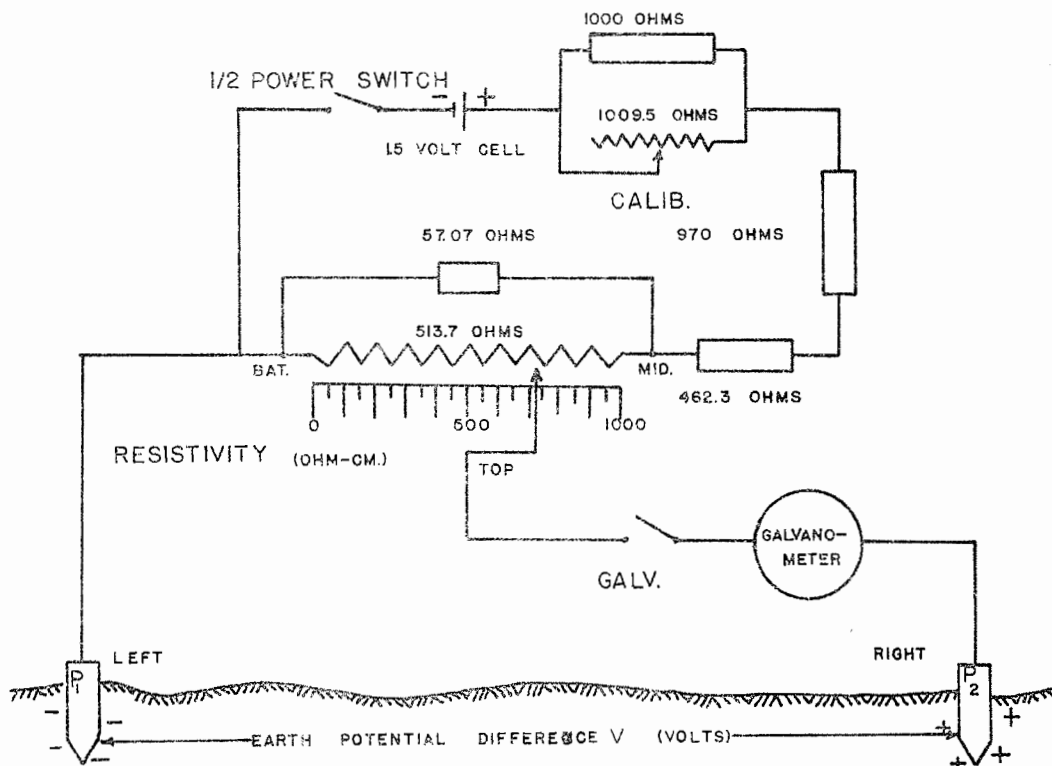 1000 OHMS
1/2 POWER SWITCH
- +
1009.5 OHMS
1.5 VOLT CELL
CALIB.
57.07 OHMS
970 OHMS
513.7 OHMS
BAT.
MID.
462.3 OHMS
0 500 1000
RESISTIVITY (OHM-CM.)
TOP
GALVANO-
METER
GALV.
LEFT
RIGHT
P1
P2
- - + +
EARTH POTENTIAL DIFFERENCE V (VOLTS)
- - + +